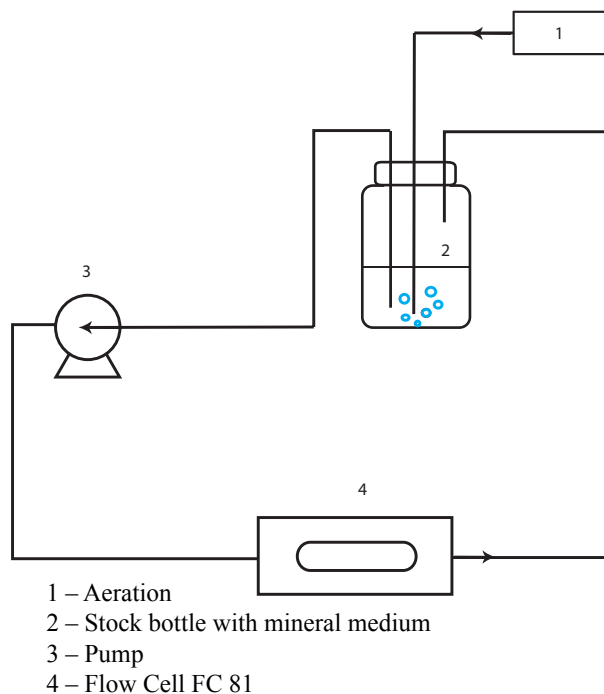 1
2
3
4
1 – Aeration
2 – Stock bottle with mineral medium
3 – Pump
4 – Flow Cell FC 81